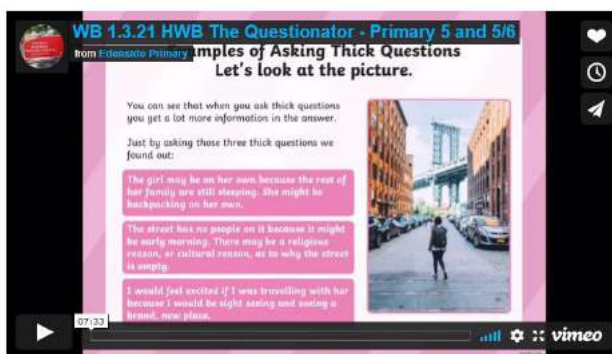 WB 1.3.21 HWB The Questionator - Primary 5 and 5/6
from Edenside Primary
amples of Asking Thick Questions
Let's look at the picture.
You can see that when you ask thick questions
you get a lot more information in the answer.
Just by asking those three thick questions we
found out:
The girl may be on her own because the rest of
her family are still sleeping. She might be
backpacking on her own.
The street has no people on it because it might
be early morning. There may be a religious
reason, or cultural reason, as to why the street
is empty.
I would feel excited if I was travelling with her
because I would be sight seeing and seeing a
brand, new place.
07:33
vimeo